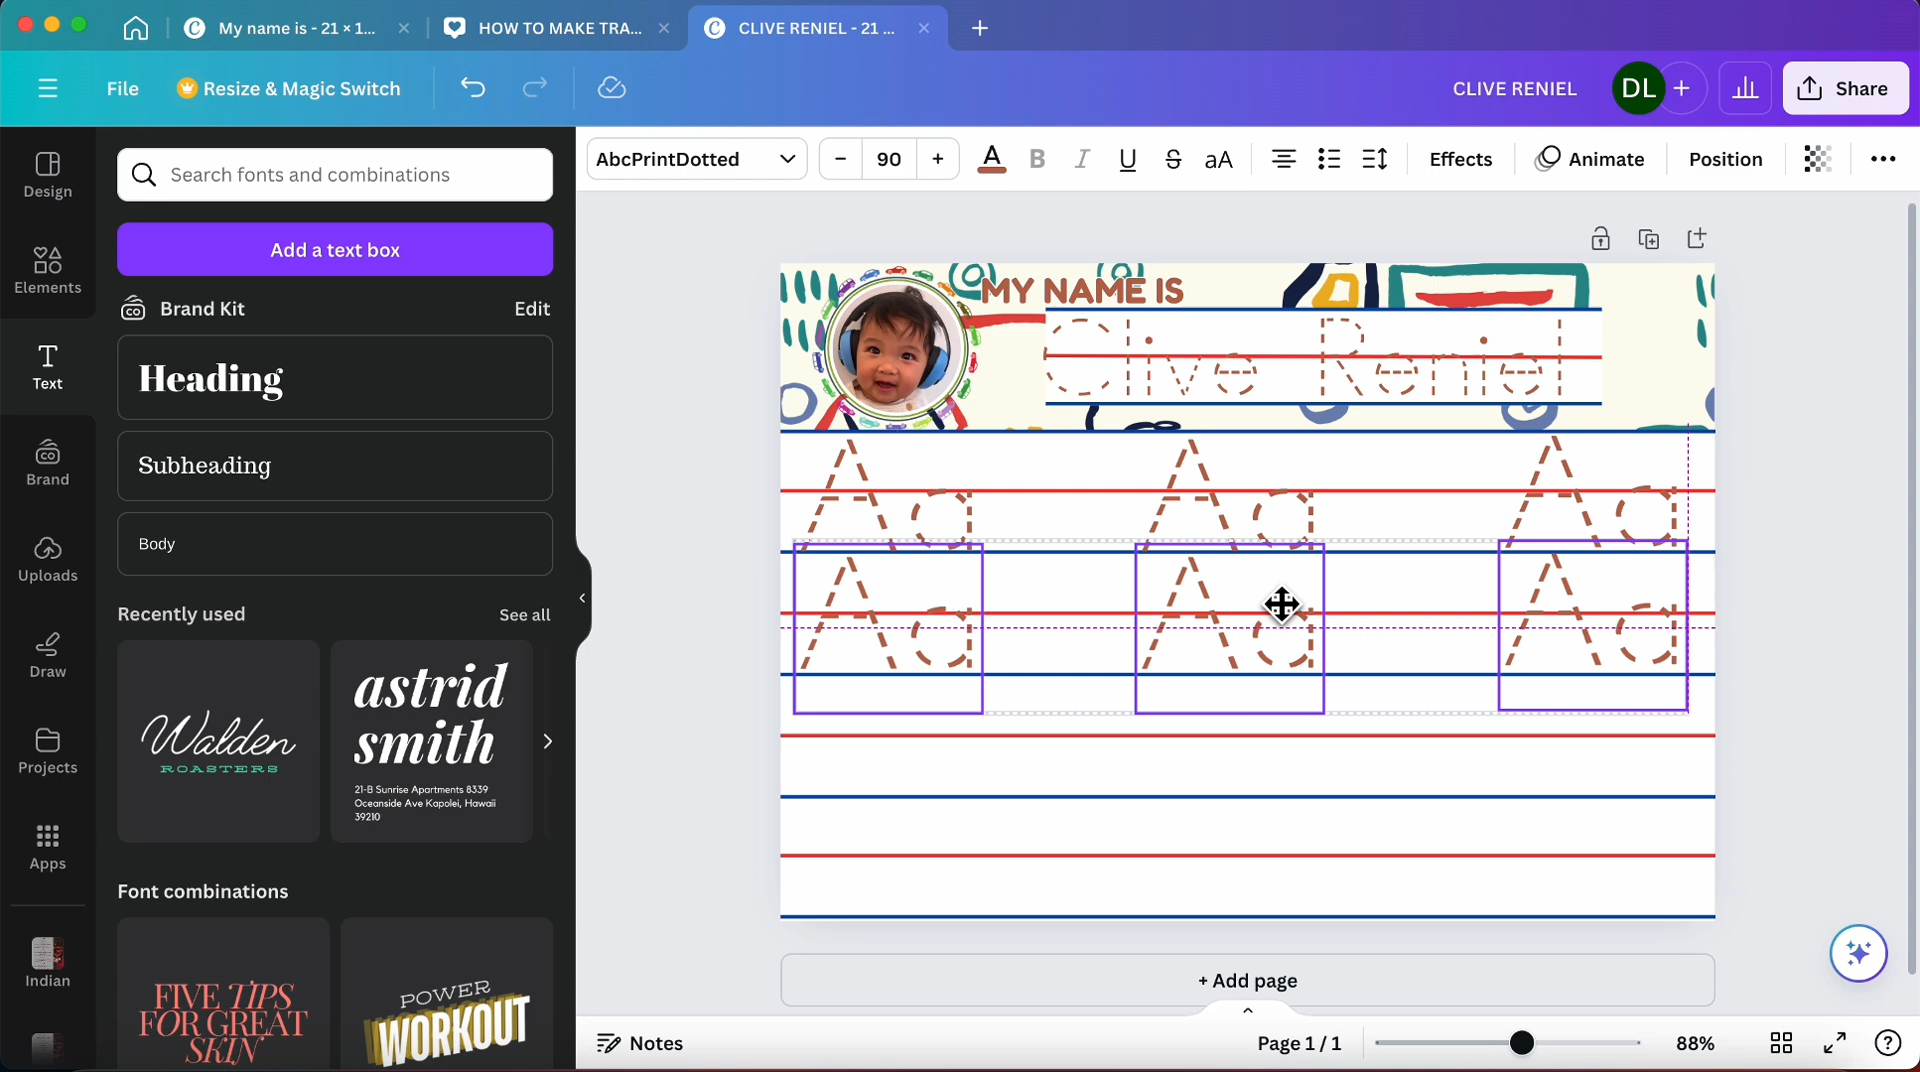 My name is - 21 × 1...
HOW TO MAKE TRA...
CLIVE RENIEL - 21 ...
File
Resize & Magic Switch
CLIVE RENIEL
DL
+
Share
Design
Elements
Text
Brand
Uploads
Draw
Projects
Apps
Indian
Search fonts and combinations
Add a text box
Brand Kit
Edit
Heading
Subheading
Body
Recently used
See all
Walden
ROASTERS
astrid
smith
21-B Sunrise Apartments 8339
Oceanside Ave Kapolei, Hawaii
39210
Font combinations
FIVE TIPS
FOR GREAT
SKIN
POWER
WORKOUT
AbcPrintDotted
− 90 +
A B I U S aA
Effects
Animate
Position
MY NAME IS
Clive Reniel
Aa Aa Aa
Aa Aa Aa
+ Add page
Notes
Page 1 / 1
88%
?